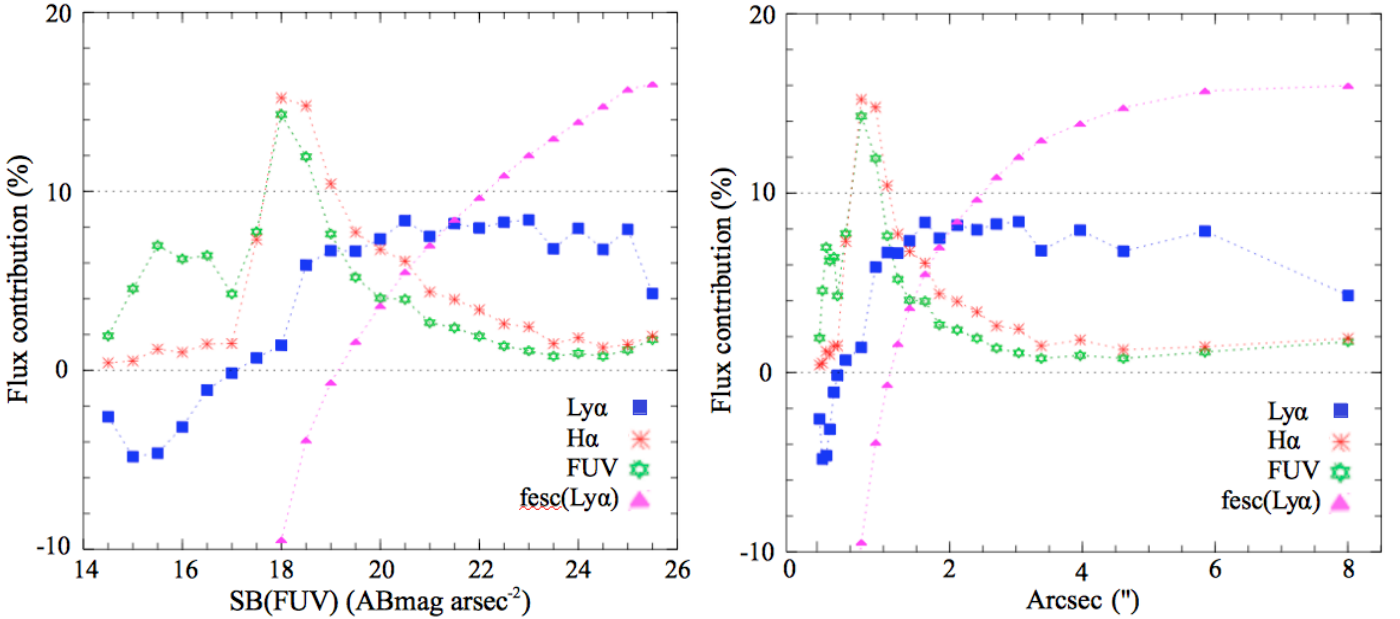 20
10
0
-10
Flux contribution (%)
Lyα
Hα
FUV
fesc(Lyα)
14 16 18 20 22 24 26
SB(FUV) (ABmag arsec-2)
20
10
0
-10
Flux contribution (%)
Lyα
Hα
FUV
fesc(Lyα)
0 2 4 6 8
Arcsec (")